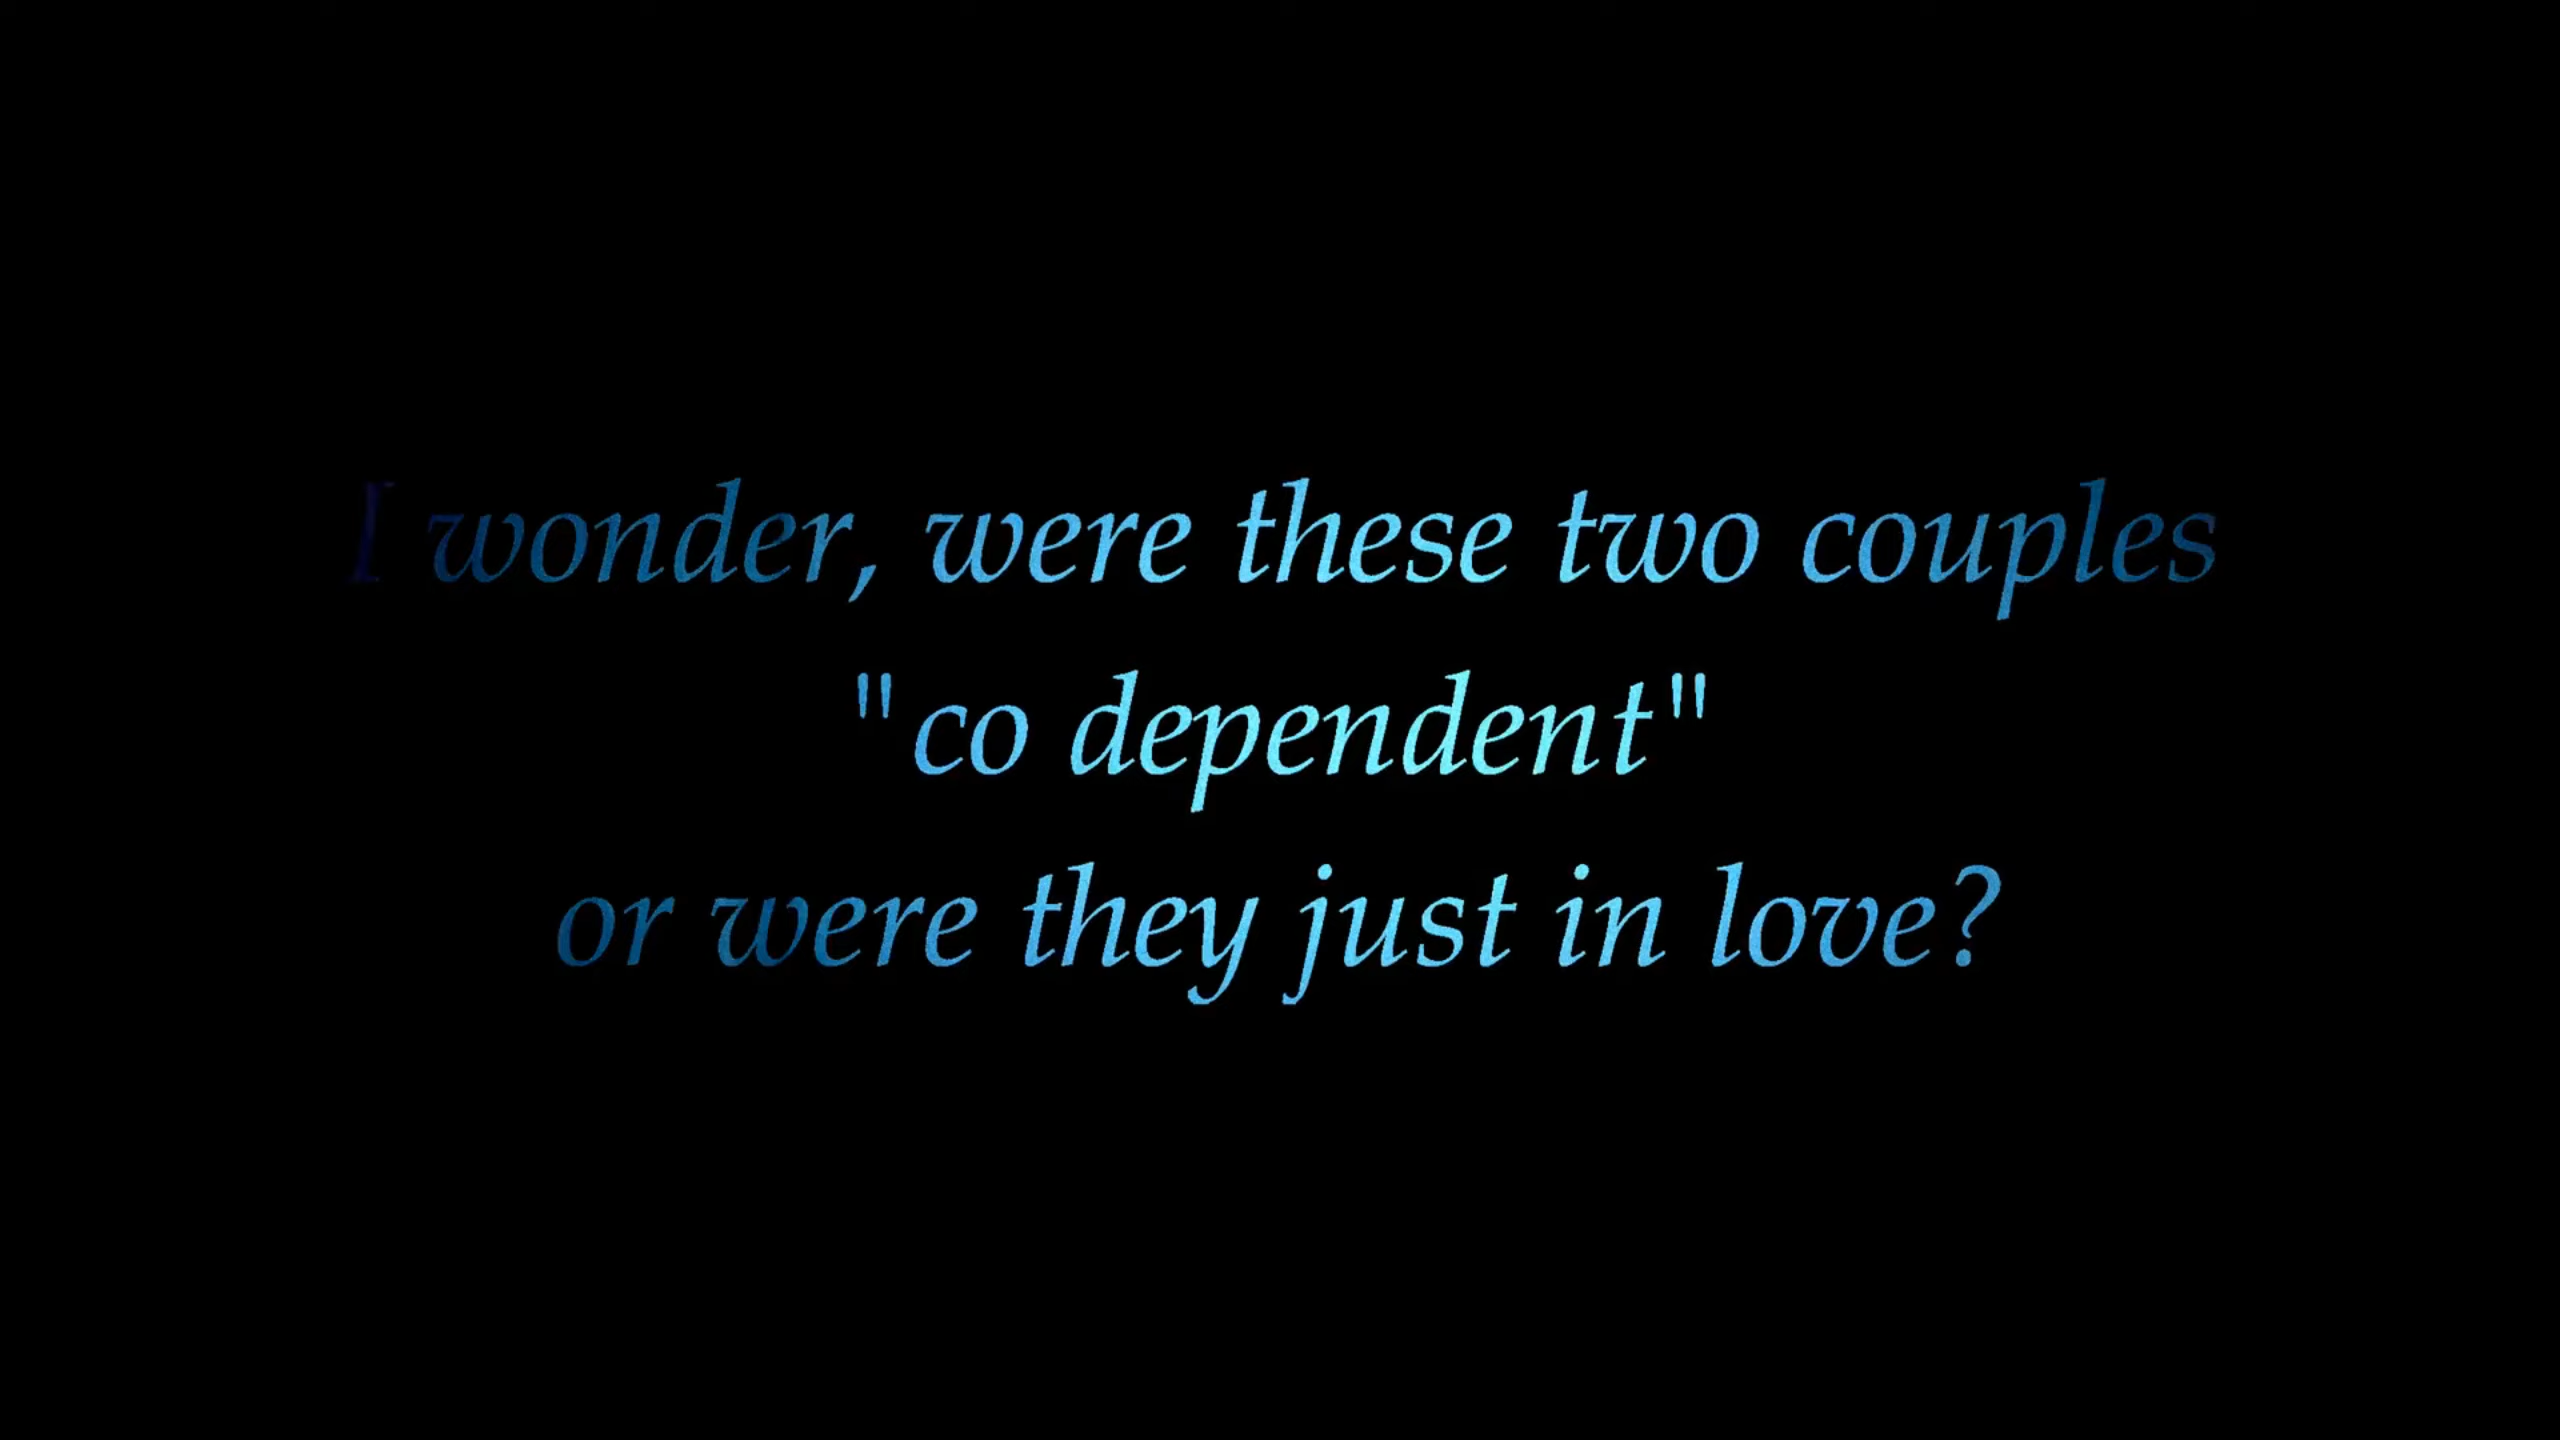 I wonder, were these two couples
"co dependent"
or were they just in love?